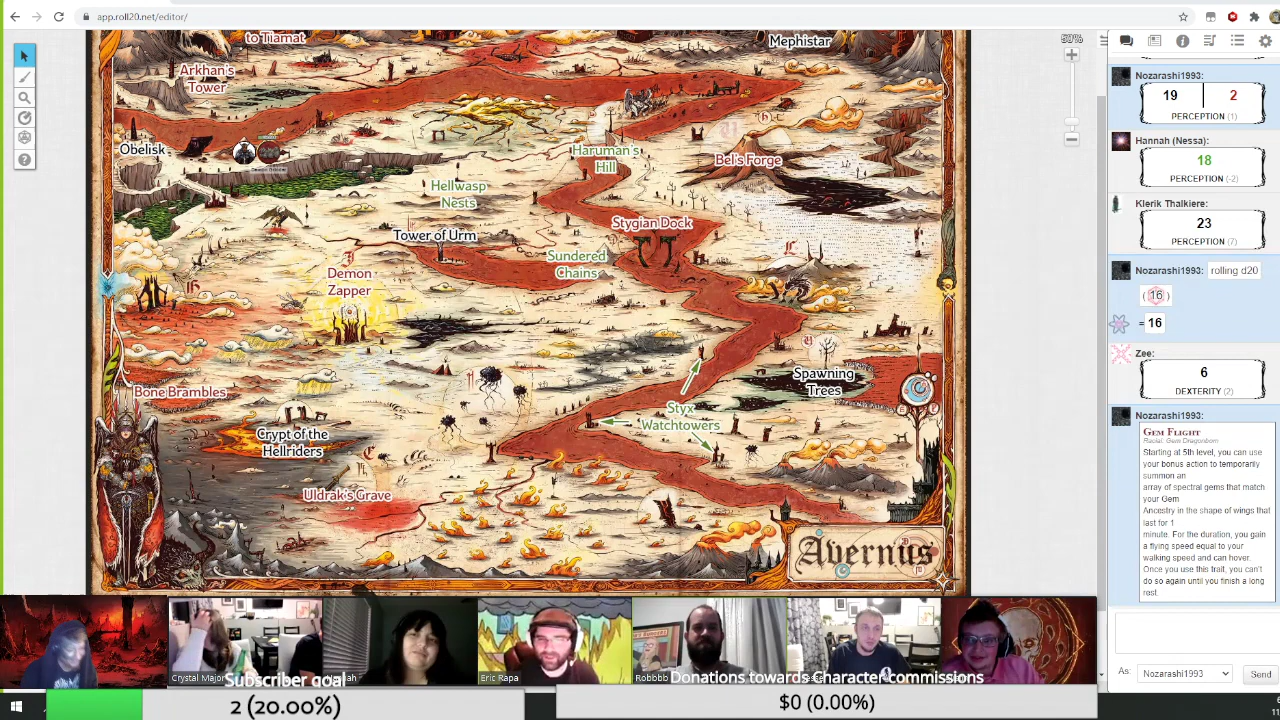 app.roll20.net/editor/
to Tiamat
Mephistar
Arkhan's
Tower
Obelisk
Haruman's
Hill
Bel's Forge
Hellwasp
Nests
Stygian Dock
Tower of Urm
Sundered
Chains
Demon
Zapper
Spawning
Trees
Bone Brambles
Styx
Watchtowers
Crypt of the
Hellriders
Uldrak's Grave
Avernus
50%
Nozarashi1993:
19 2
PERCEPTION (1)
Hannah (Nessa):
18
PERCEPTION (-2)
Klerik Thalkiere:
23
PERCEPTION (7)
Nozarashi1993: rolling d20
(16)
=16
Zee:
6
DEXTERITY (2)
Nozarashi1993:
GEM FLIGHT
Racial: Gem Dragonborn
Starting at 5th level, you can use
your bonus action to temporarily
summon an
array of spectral gems that match
your Gem
Ancestry in the shape of wings that
last for 1
minute. For the duration, you gain
a flying speed equal to your
walking speed and can hover.
Once you use this trait, you can't
do so again until you finish a long
rest.
As: Nozarashi1993 Send
Crystal Major
Eric Rapa
Robbbb
Subscriber goal
2 (20.00%)
Donations towards character commissions
$0 (0.00%)